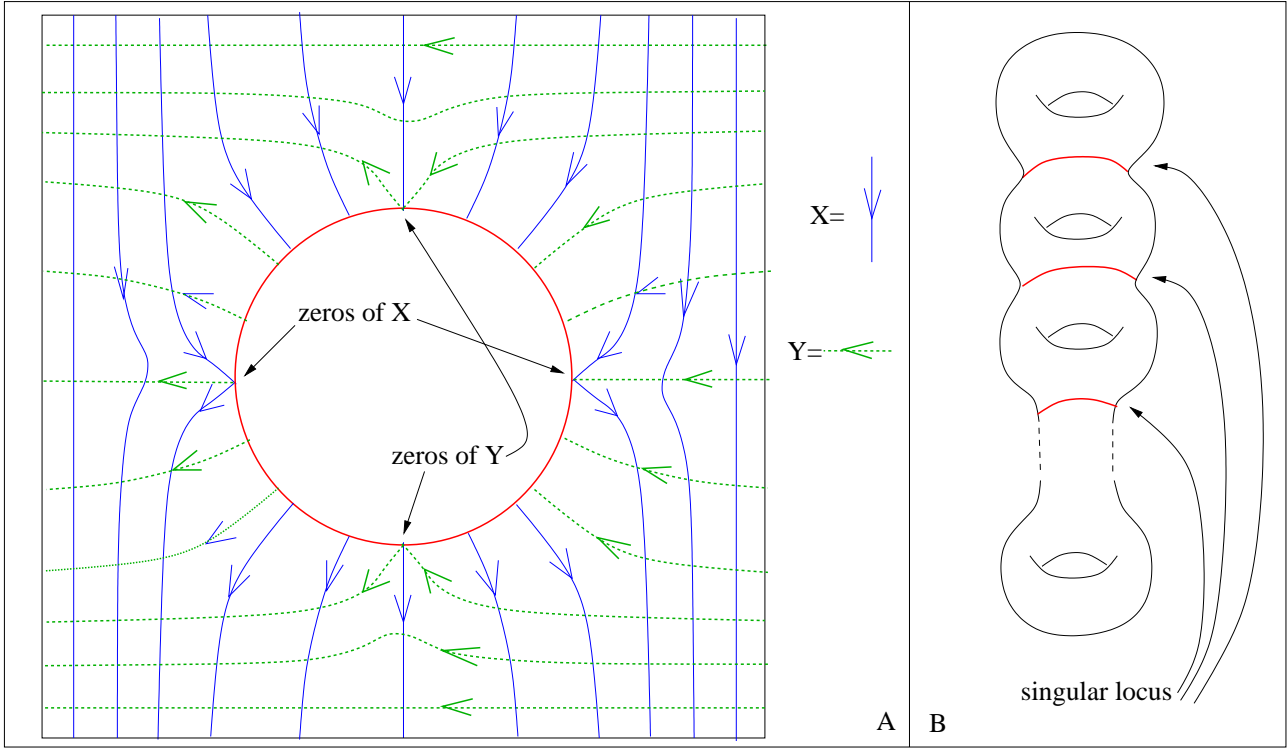 X=
zeros of X
Y=
zeros of Y
singular locus
A
B